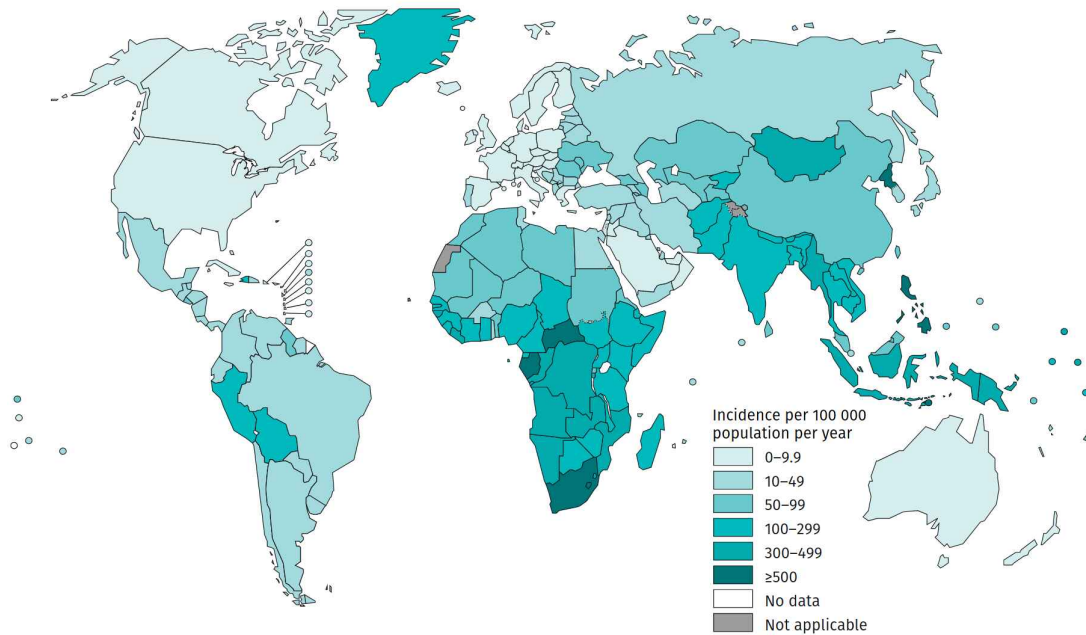 Incidence per 100 000
population per year
0–9.9
10–49
50–99
100–299
300–499
≥500
No data
Not applicable